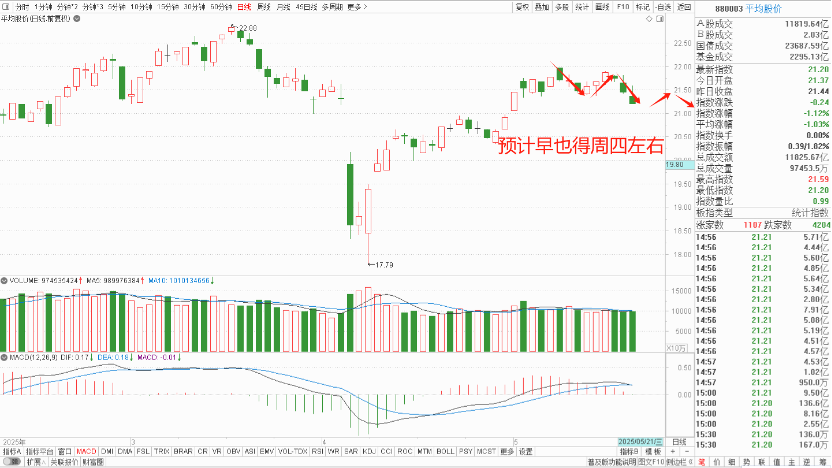 分时 1分钟 分钟*2 分钟*3 5分钟 10分钟 15分钟 30分钟 60分钟 日线 周线 月线 45日线 多周期 更多 >
复权 叠加 多股 统计 画线 F10 标记 -自选 返回
平均股价(日线.前复权)
22.88
22.50
22.00
21.50
21.00
20.50
预计早也得周四左右
19.80
19.50
19.00
18.50
18.00
←17.79
VOLUME: 974935424↑ MA5: 989976384↑ MA10: 1010134656↓
15000
10000
5000
X10万
MACD(12,26,9) DIF: 0.17↓ DEA: 0.18↓ MACD: -0.01↓
0.50
0.00
2025年 3 4 5 2025/05/21/三 日线
指标A 指标平台 窗口 MACD DMI DMA FSL TRIX BRAR CR VR OBV ASI EMV VOL-TDX RSI WR SAR KDJ CCI ROC MTM BOLL PSY MOST 更多 设置 指标B 模板 + -
扩展∧ 关联报价 财富圈 普及版功能说明 图文F10 侧边栏
880003 平均股价
A股成交 11819.64亿
B股成交 2.03亿
国债成交 23687.59亿
基金成交 2295.13亿
最新指数 21.20
今日开盘 21.37
昨日收盘 21.44
指数涨跌 -0.24
指数涨幅 -1.12%
平均涨幅 -1.03%
指数换手 0.00%
指数振幅 0.39/1.82%
总成交额 11825.67亿
总成交量 97453.5万
最高指数 21.59
最低指数 21.20
指数量比 0.99
板指类型 统计指数
涨家数 1107 跌家数 4204
14:56 21.21 5.71亿
14:56 21.21 4.44亿
14:56 21.21 5.60亿
14:56 21.21 4.85亿
14:56 21.21 5.64亿
14:56 21.21 5.34亿
14:56 21.21 2.80亿
14:56 21.21 7.91亿
14:56 21.21 5.00亿
14:56 21.21 5.19亿
14:56 21.21 4.51亿
14:56 21.21 4.57亿
14:57 21.21 4.53亿
14:57 21.21 1.02亿
14:57 21.21 950.0万
15:00 21.20 9.50亿
15:00 21.20 136.6亿
15:00 21.20 8.16亿
15:00 21.20 2.55亿
15:30 21.20 136.0万
15:30 21.20 167.0万
笔 价 细 势 联 值 主 逆 筹